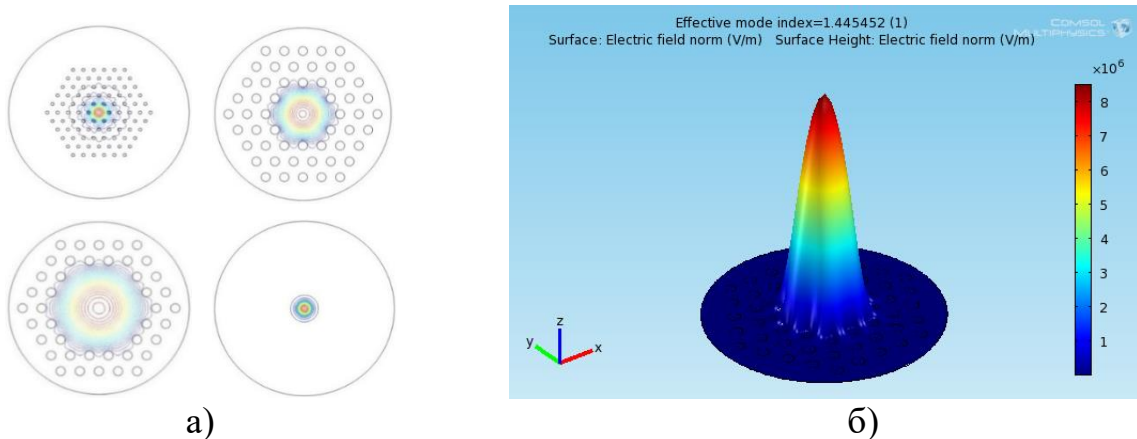 Effective mode index=1.445452 (1)
Surface: Electric field norm (V/m) Surface Height: Electric field norm (V/m)
COMSOL
MULTIPHYSICS
×10⁶
8
7
6
5
4
3
2
1
z
y
x
а)
б)